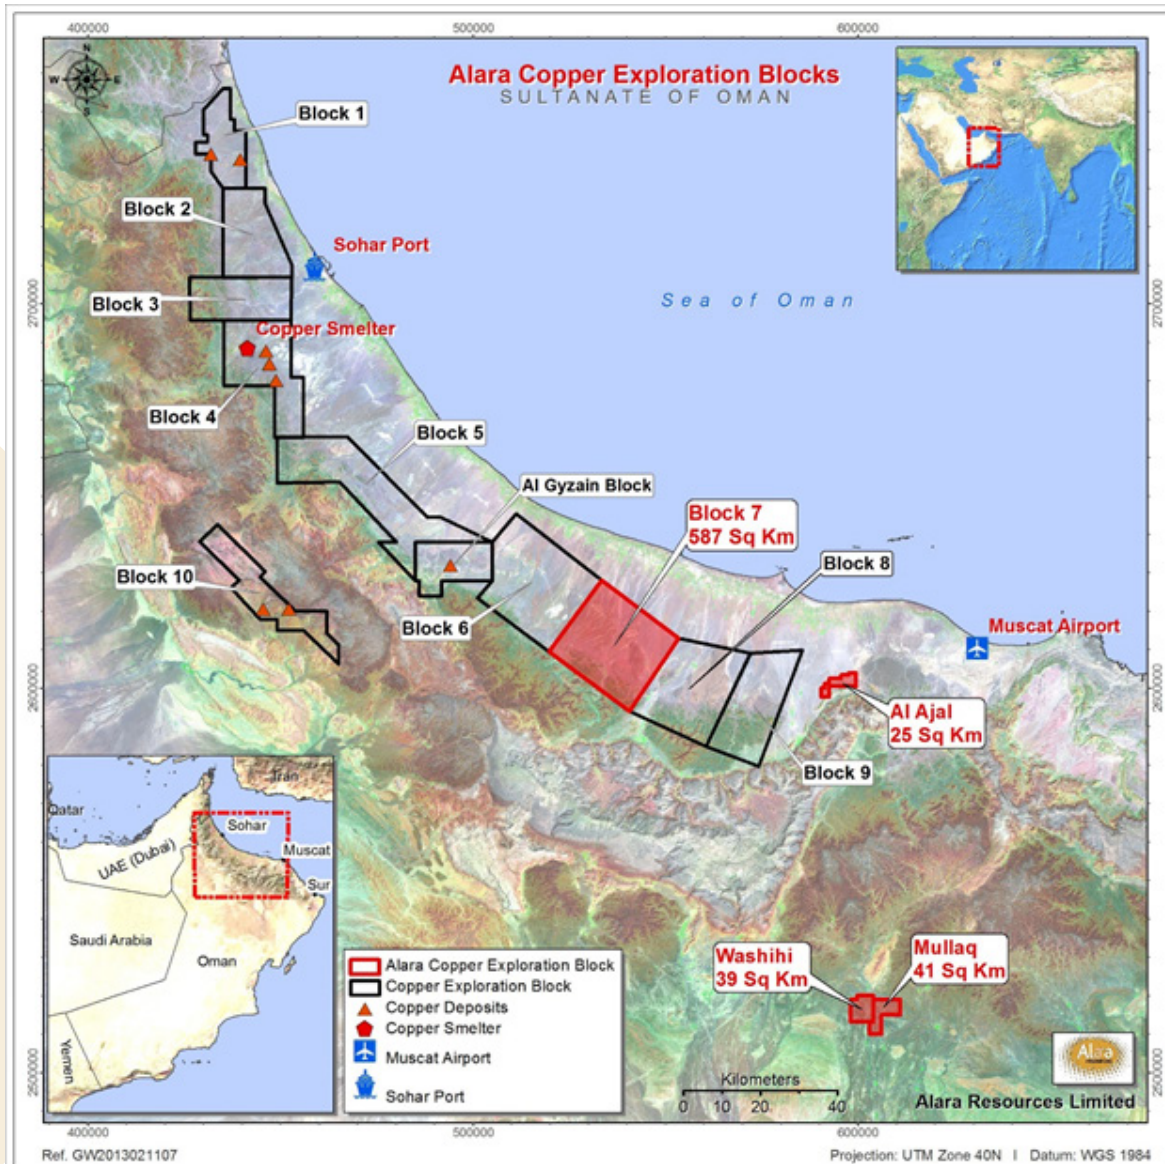 400000
500000
600000
N
W
E
S
Alara Copper Exploration Blocks
SULTANATE OF OMAN
Block 1
Block 2
Sohar Port
Block 3
Sea of Oman
2700000
2700000
Copper Smelter
Block 4
Block 5
Al Gyzain Block
Block 7
587 Sq Km
Block 8
Block 10
Block 6
Muscat Airport
2600000
2600000
Al Ajal
25 Sq Km
Block 9
Iran
Qatar
Sohar
UAE (Dubai)
Muscat
Sur
Saudi Arabia
Oman
Yemen
Washihi
39 Sq Km
Mullaq
41 Sq Km
Alara Copper Exploration Block
Copper Exploration Block
Copper Deposits
Copper Smelter
Muscat Airport
Sohar Port
Kilometers
0 10 20 40
2500000
2500000
Alara
Alara Resources Limited
400000
500000
600000
Ref. GW2013021107
Projection: UTM Zone 40N | Datum: WGS 1984